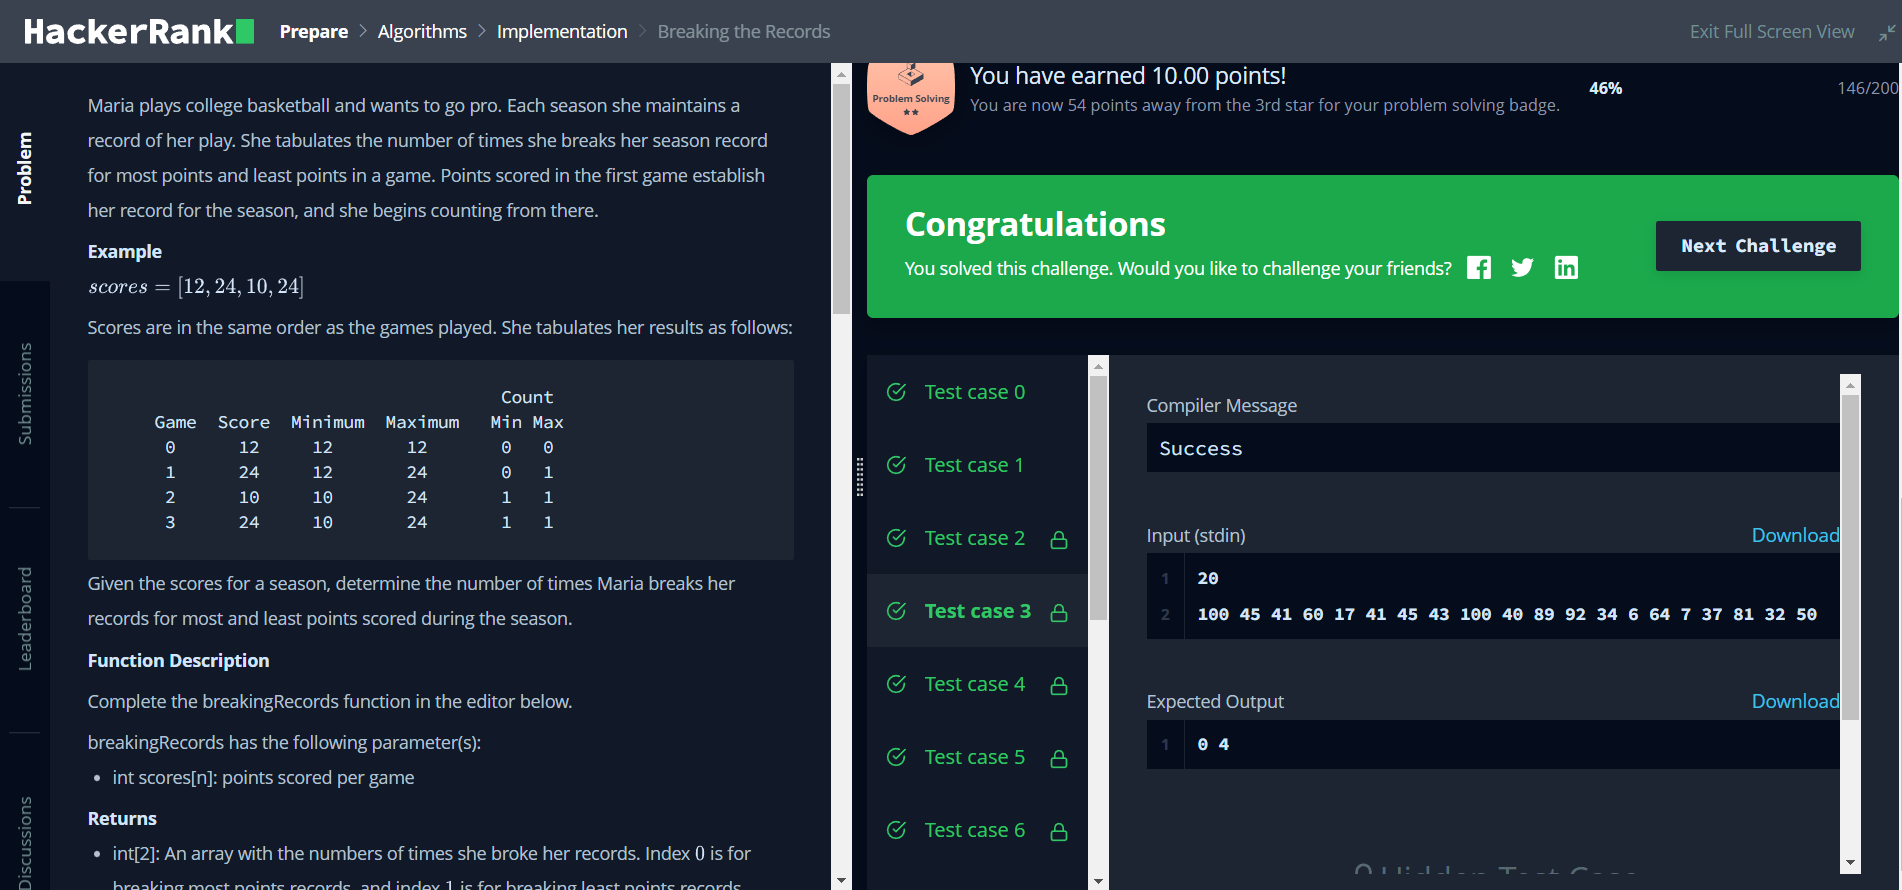 HackerRank
Prepare > Algorithms > Implementation > Breaking the Records
Exit Full Screen View
Problem
Submissions
Leaderboard
Discussions
Maria plays college basketball and wants to go pro. Each season she maintains a
record of her play. She tabulates the number of times she breaks her season record
for most points and least points in a game. Points scored in the first game establish
her record for the season, and she begins counting from there.
Example
scores = [12, 24, 10, 24]
Scores are in the same order as the games played. She tabulates her results as follows:
Count
Game Score Minimum Maximum Min Max
0 12 12 12 0 0
1 24 12 24 0 1
2 10 10 24 1 1
3 24 10 24 1 1
Given the scores for a season, determine the number of times Maria breaks her
records for most and least points scored during the season.
Function Description
Complete the breakingRecords function in the editor below.
breakingRecords has the following parameter(s):
• int scores[n]: points scored per game
Returns
• int[2]: An array with the numbers of times she broke her records. Index 0 is for
breaking most points records, and index 1 is for breaking least points records.
Problem Solving
You have earned 10.00 points!
You are now 54 points away from the 3rd star for your problem solving badge.
46%
146/200
Congratulations
You solved this challenge. Would you like to challenge your friends?
Next Challenge
Test case 0
Test case 1
Test case 2
Test case 3
Test case 4
Test case 5
Test case 6
Compiler Message
Success
Input (stdin)
Download
1 20
2 100 45 41 60 17 41 45 43 100 40 89 92 34 6 64 7 37 81 32 50
Expected Output
Download
1 0 4
Hidden Test Case